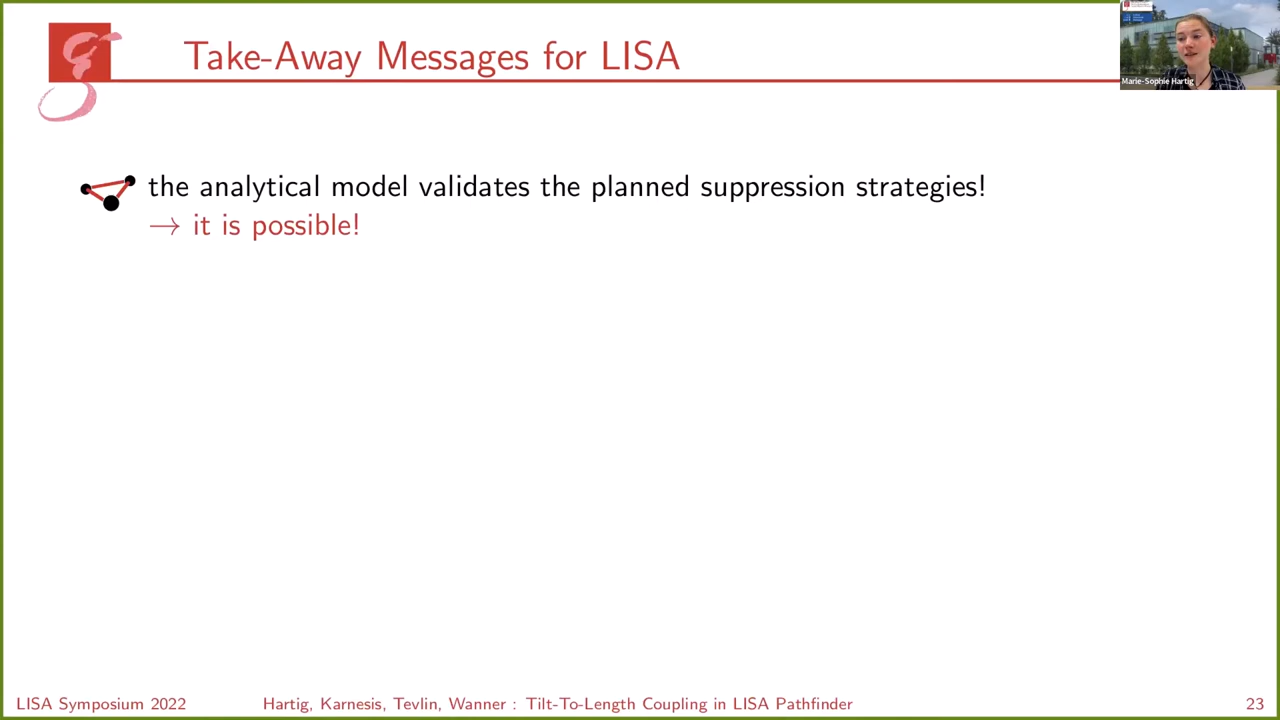 Take-Away Messages for LISA
Marie-Sophie Hartig
the analytical model validates the planned suppression strategies!
→ it is possible!
LISA Symposium 2022
Hartig, Karnesis, Tevlin, Wanner : Tilt-To-Length Coupling in LISA Pathfinder
23